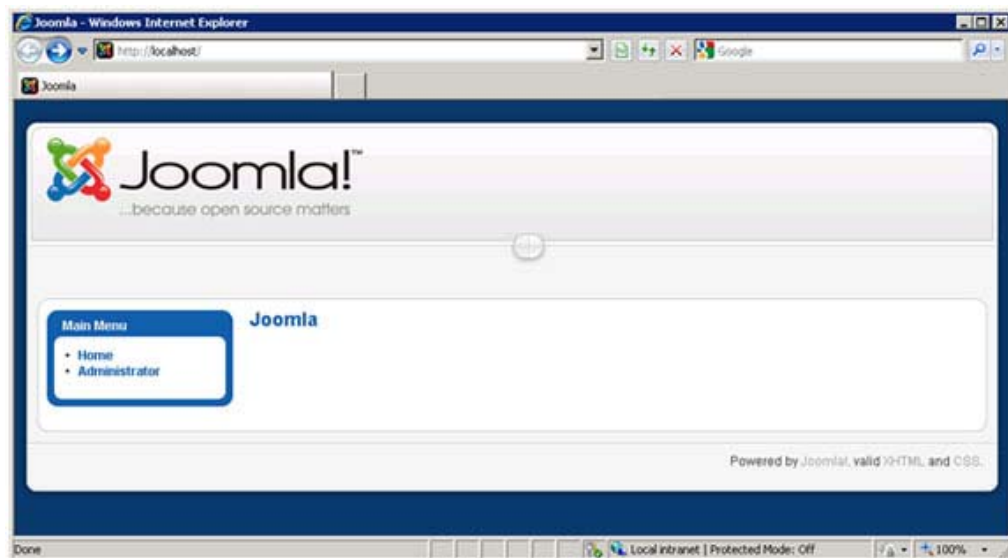 Joomla - Windows Internet Explorer
http://localhost/
Google
Joomla
Joomla!™
...because open source matters
Main Menu
Joomla
• Home
• Administrator
Powered by Joomla!, valid XHTML and CSS.
Done
Local intranet | Protected Mode: Off
100%